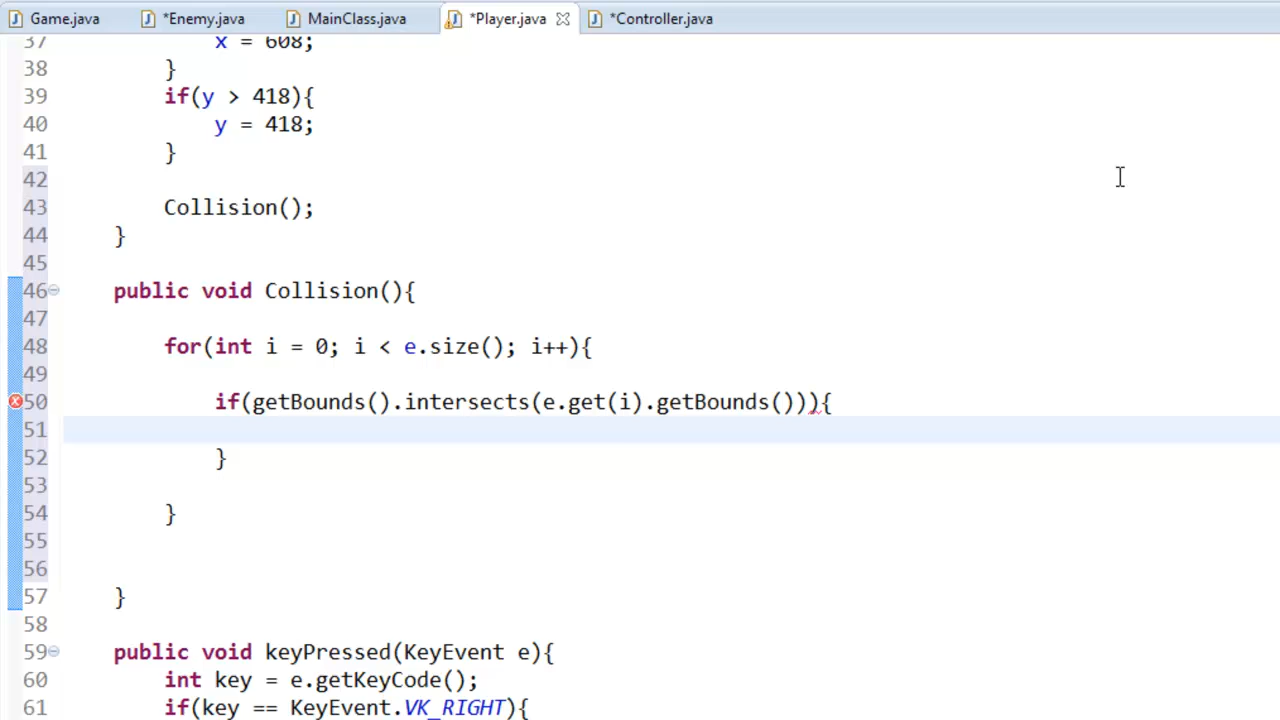 Game.java *Enemy.java MainClass.java *Player.java *Controller.java
37 x = 608;
38 }
39 if(y > 418){
40 y = 418;
41 }
42
43 Collision();
44 }
45
46 public void Collision(){
47
48 for(int i = 0; i < e.size(); i++){
49
50 if(getBounds().intersects(e.get(i).getBounds())){
51
52 }
53
54 }
55
56
57 }
58
59 public void keyPressed(KeyEvent e){
60 int key = e.getKeyCode();
61 if(key == KeyEvent.VK_RIGHT){